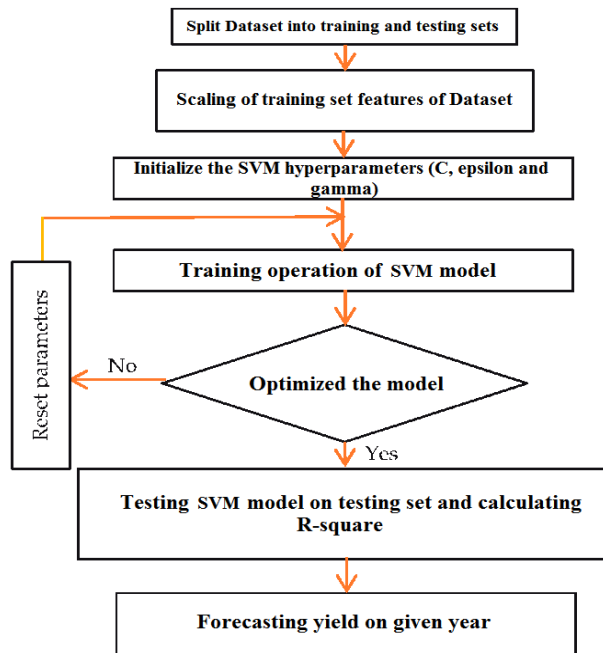 Split Dataset into training and testing sets
Scaling of training set features of Dataset
Initialize the SVM hyperparameters (C, epsilon and
gamma)
Training operation of SVM model
Reset parameters
No
Optimized the model
Yes
Testing SVM model on testing set and calculating
R-square
Forecasting yield on given year